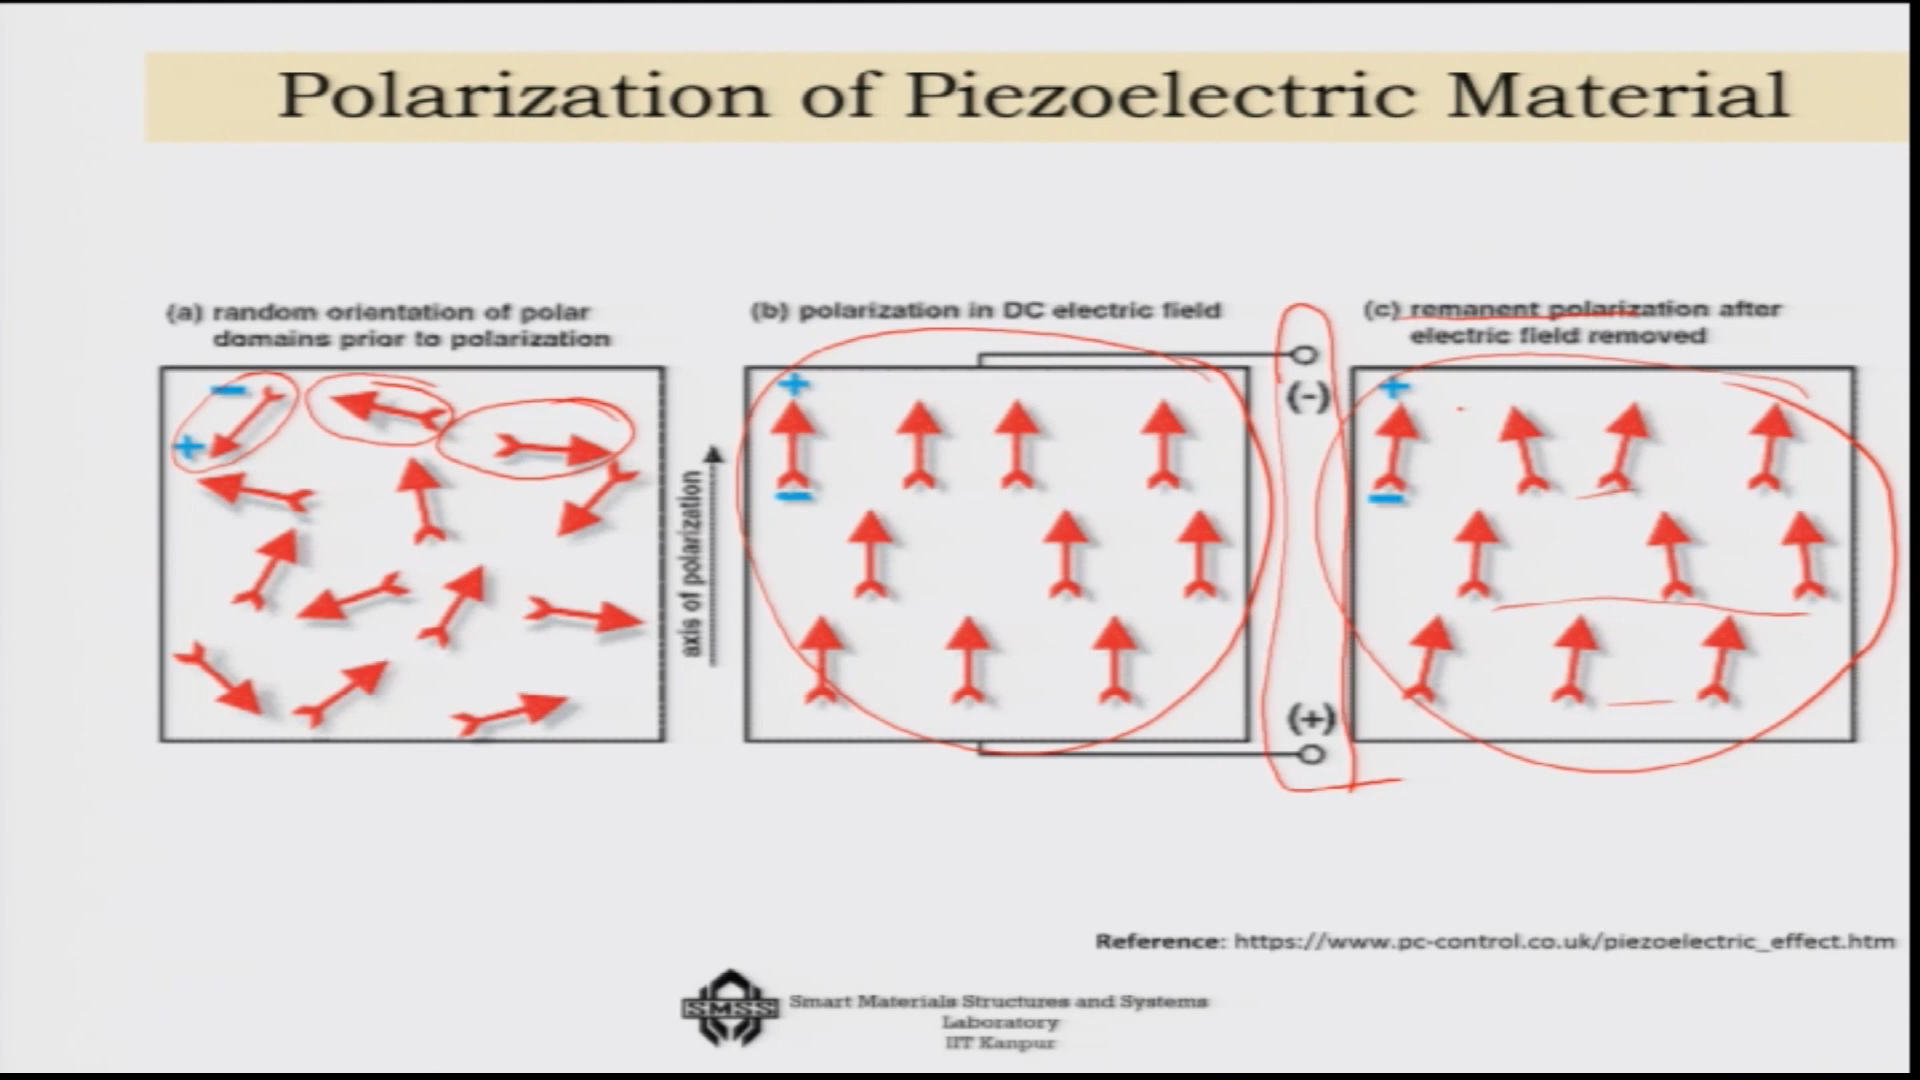 Polarization of Piezoelectric Material
(a) random orientation of polar
domains prior to polarization
(b) polarization in DC electric field
(c) remanent polarization after
electric field removed
−
+
axis of polarization
+
−
(-)
(+)
+
−
Reference: https://www.pc-control.co.uk/piezoelectric_effect.htm
SMSS
Smart Materials Structures and Systems
Laboratory
IIT Kanpur